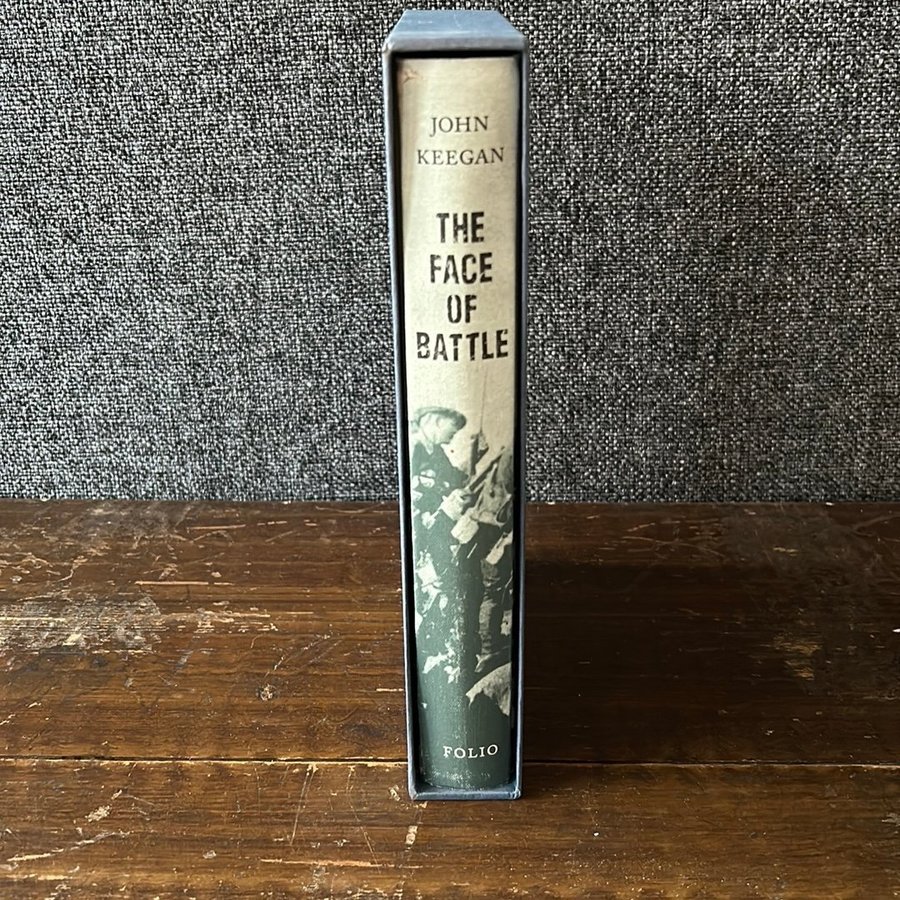 JOHN
KEEGAN
THE
FACE
OF
BATTLE
FOLIO